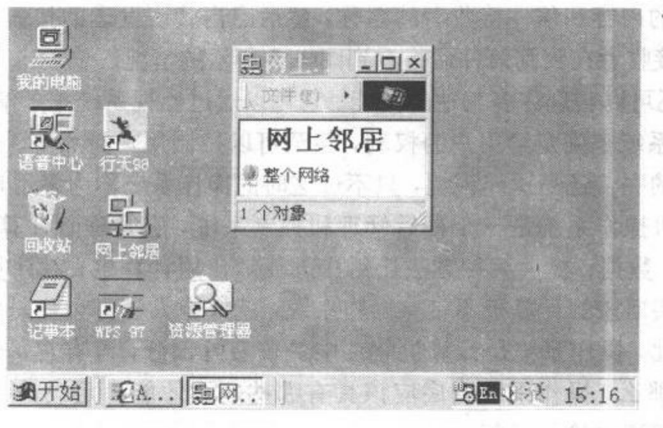 我的电脑
语音中心
行天98
回收站
网上邻居
记事本
WPS 97
资源管理器
网上.
文件(F)
网上邻居
整个网络
1 个对象
开始
A...
网..
En
15:16